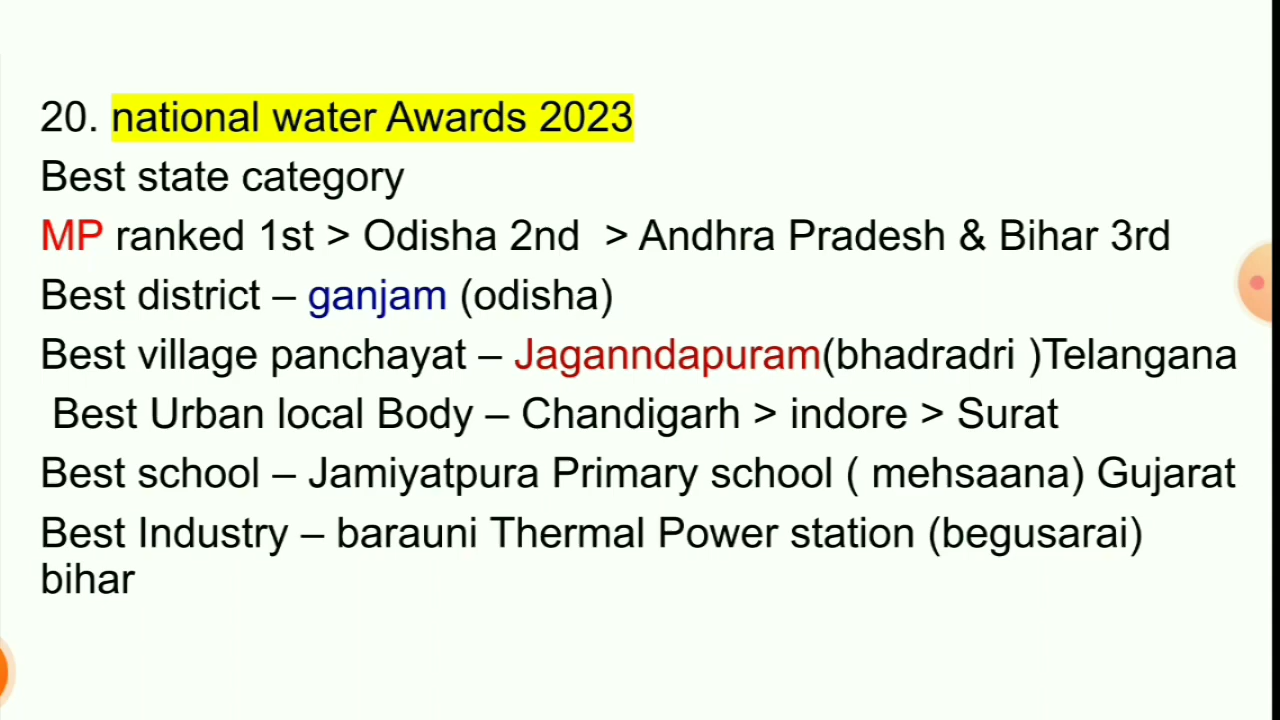 20. national water Awards 2023
Best state category
MP ranked 1st > Odisha 2nd > Andhra Pradesh & Bihar 3rd
Best district – ganjam (odisha)
Best village panchayat – Jaganndapuram(bhadradri )Telangana
Best Urban local Body – Chandigarh > indore > Surat
Best school – Jamiyatpura Primary school ( mehsaana) Gujarat
Best Industry – barauni Thermal Power station (begusarai)
bihar